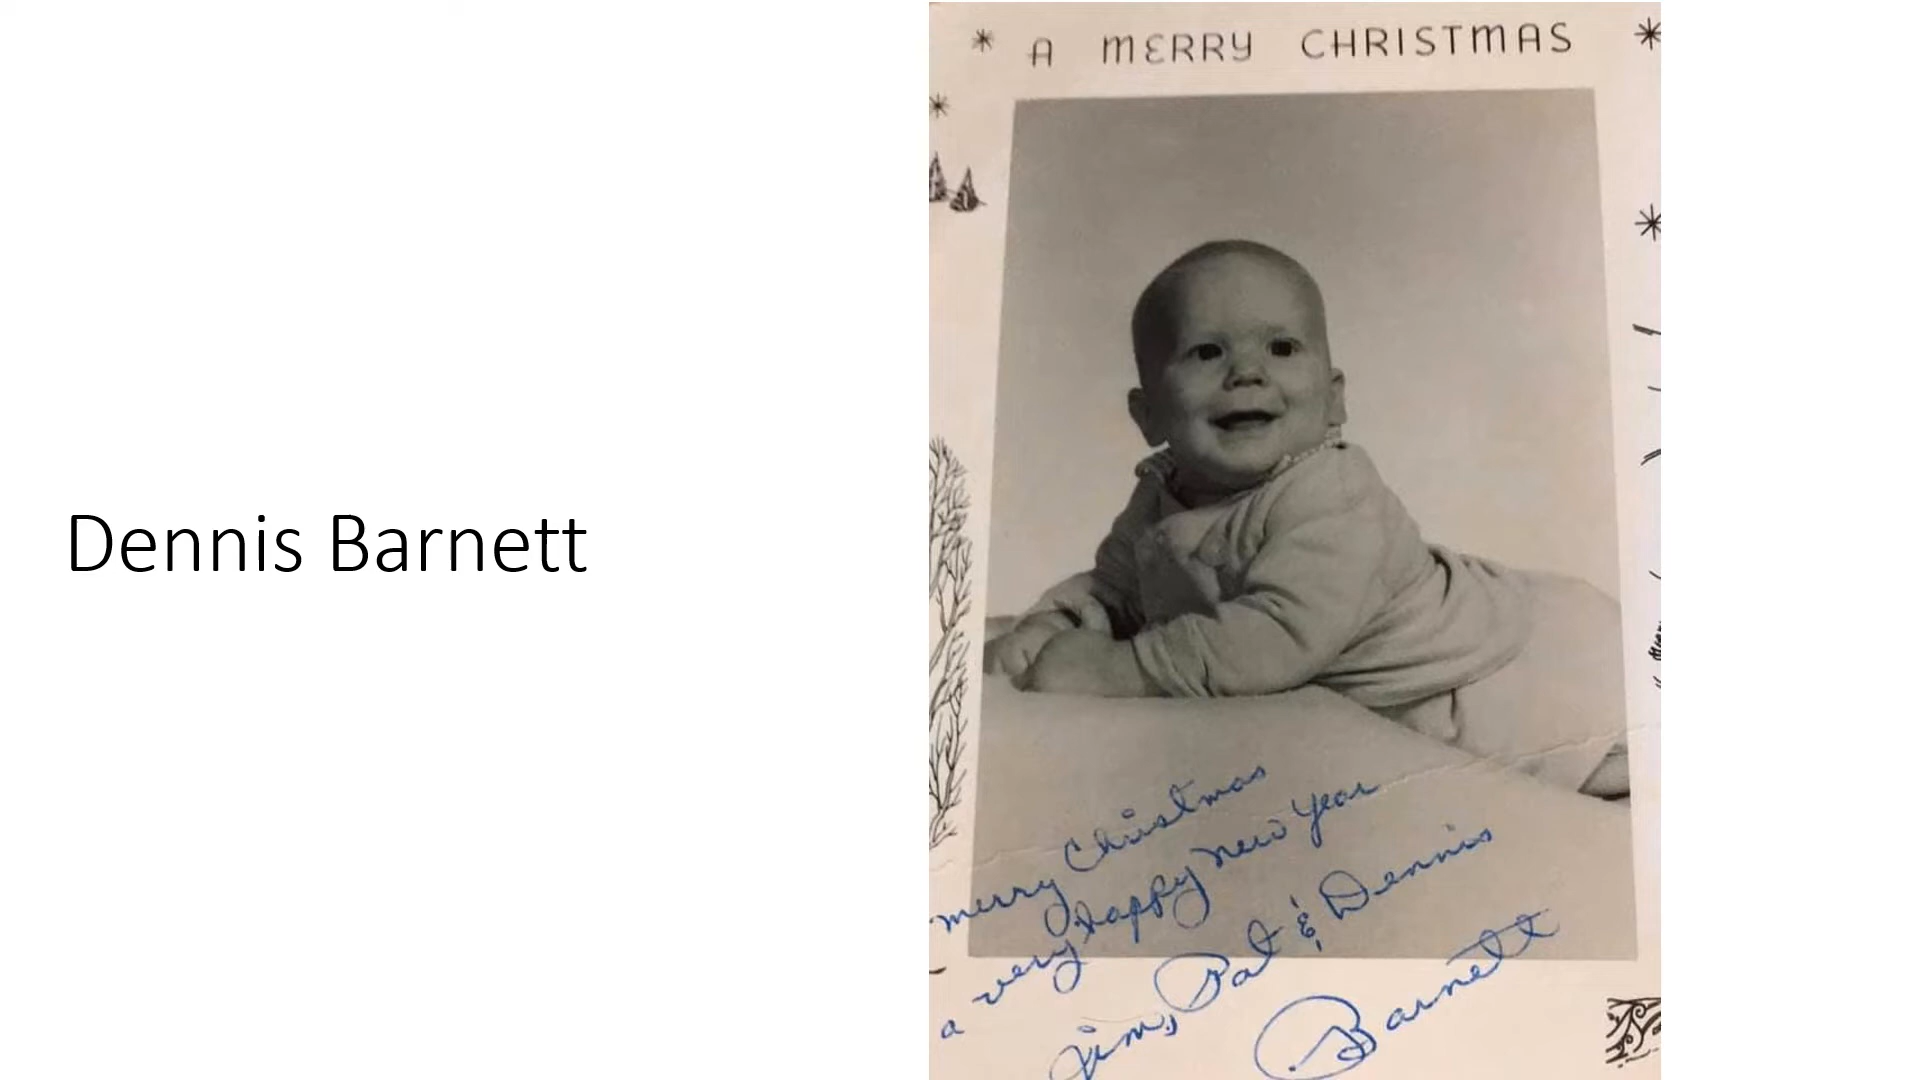 Dennis Barnett
A MERRY CHRISTMAS
merry Christmas
a very happy new year
Jim, Pat & Dennis
Barnett